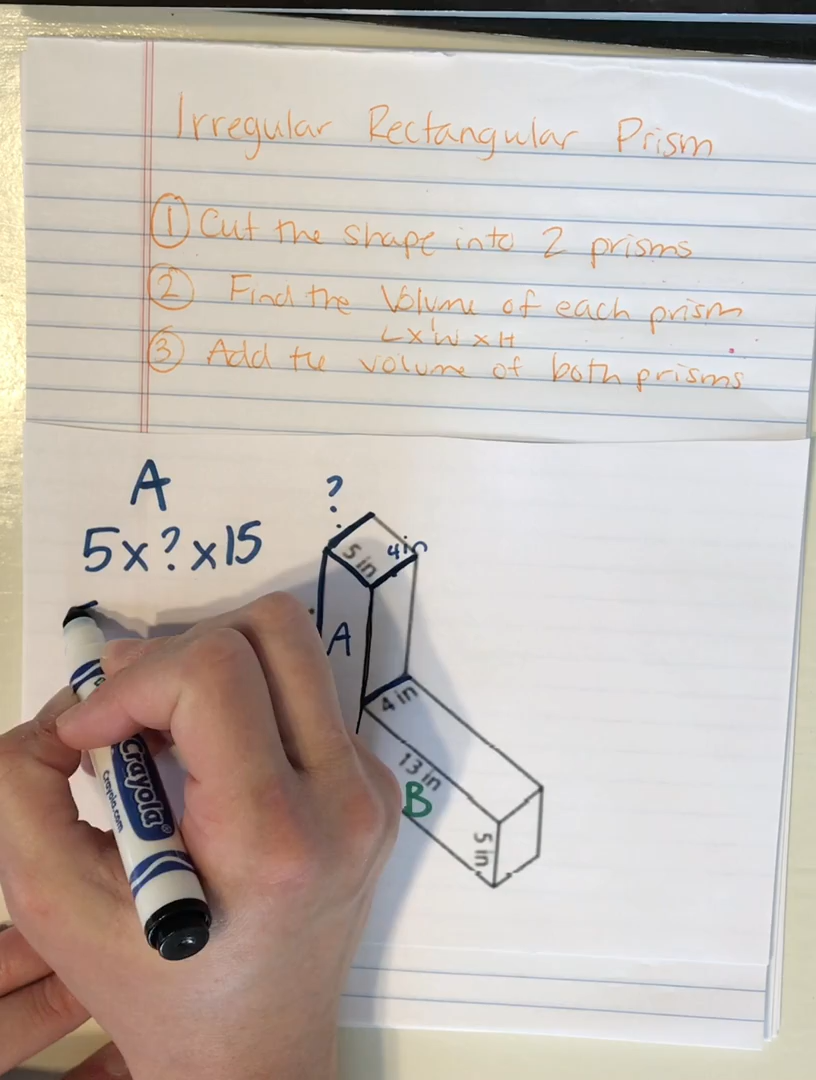 Irregular Rectangular Prism
① Cut the shape into 2 prisms
② Find the Volume of each prism
L x W x H
③ Add the volume of both prisms
A
5 x ? x 15
?
5 in
4 in
A
4 in
13 in
B
5 in
Crayola®
Crayola.com